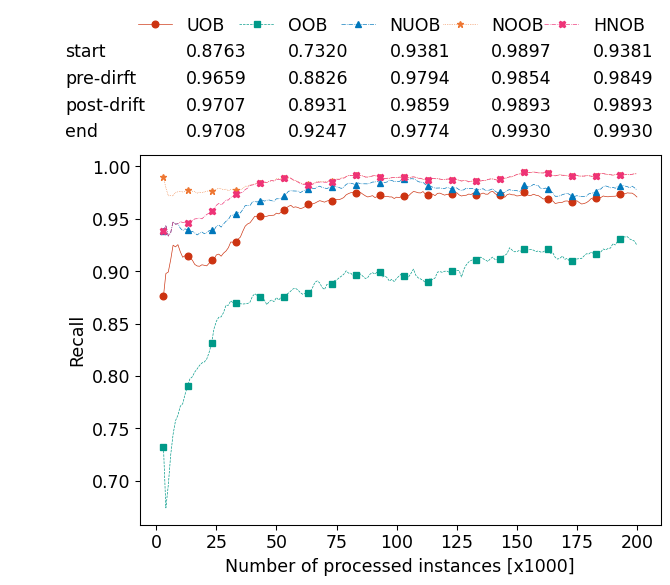 UOB OOB NUOB NOOB HNOB
start 0.8763 0.7320 0.9381 0.9897 0.9381
pre-dirft 0.9659 0.8826 0.9794 0.9854 0.9849
post-drift 0.9707 0.8931 0.9859 0.9893 0.9893
end 0.9708 0.9247 0.9774 0.9930 0.9930
1.00
0.95
0.90
0.85
0.80
0.75
0.70
Recall
0 25 50 75 100 125 150 175 200
Number of processed instances [x1000]